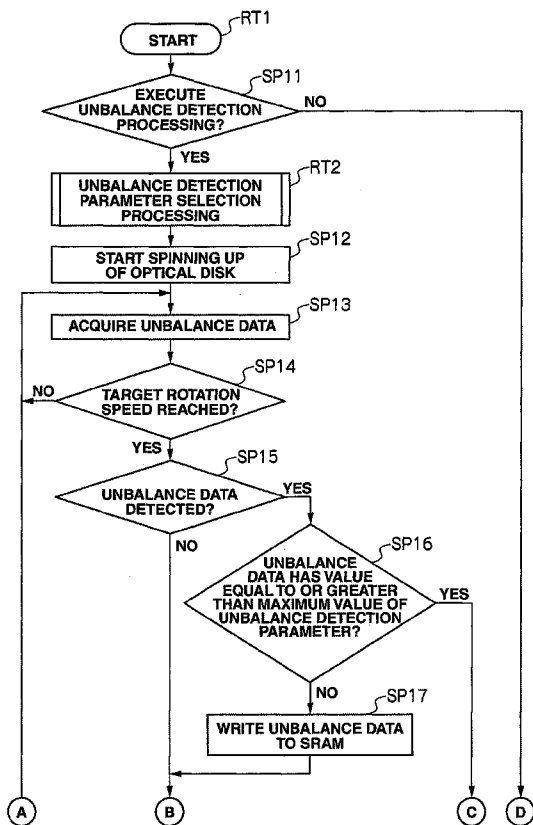 RT1
START
SP11
EXECUTE
UNBALANCE DETECTION
PROCESSING?
NO
YES
RT2
UNBALANCE DETECTION
PARAMETER SELECTION
PROCESSING
SP12
START SPINNING UP
OF OPTICAL DISK
SP13
ACQUIRE UNBALANCE DATA
SP14
NO
TARGET ROTATION
SPEED REACHED?
YES
SP15
UNBALANCE DATA
DETECTED?
YES
NO
SP16
UNBALANCE
DATA HAS VALUE
EQUAL TO OR GREATER
THAN MAXIMUM VALUE OF
UNBALANCE DETECTION
PARAMETER?
YES
NO
SP17
WRITE UNBALANCE DATA
TO SRAM
A
B
C
D